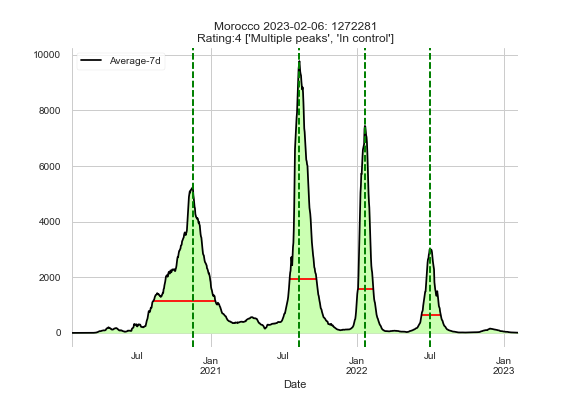 Morocco 2023-02-06: 1272281
Rating:4 ['Multiple peaks', 'In control']
Average-7d
10000
8000
6000
4000
2000
0
Jul
Jan
2021
Jul
Jan
2022
Jul
Jan
2023
Date